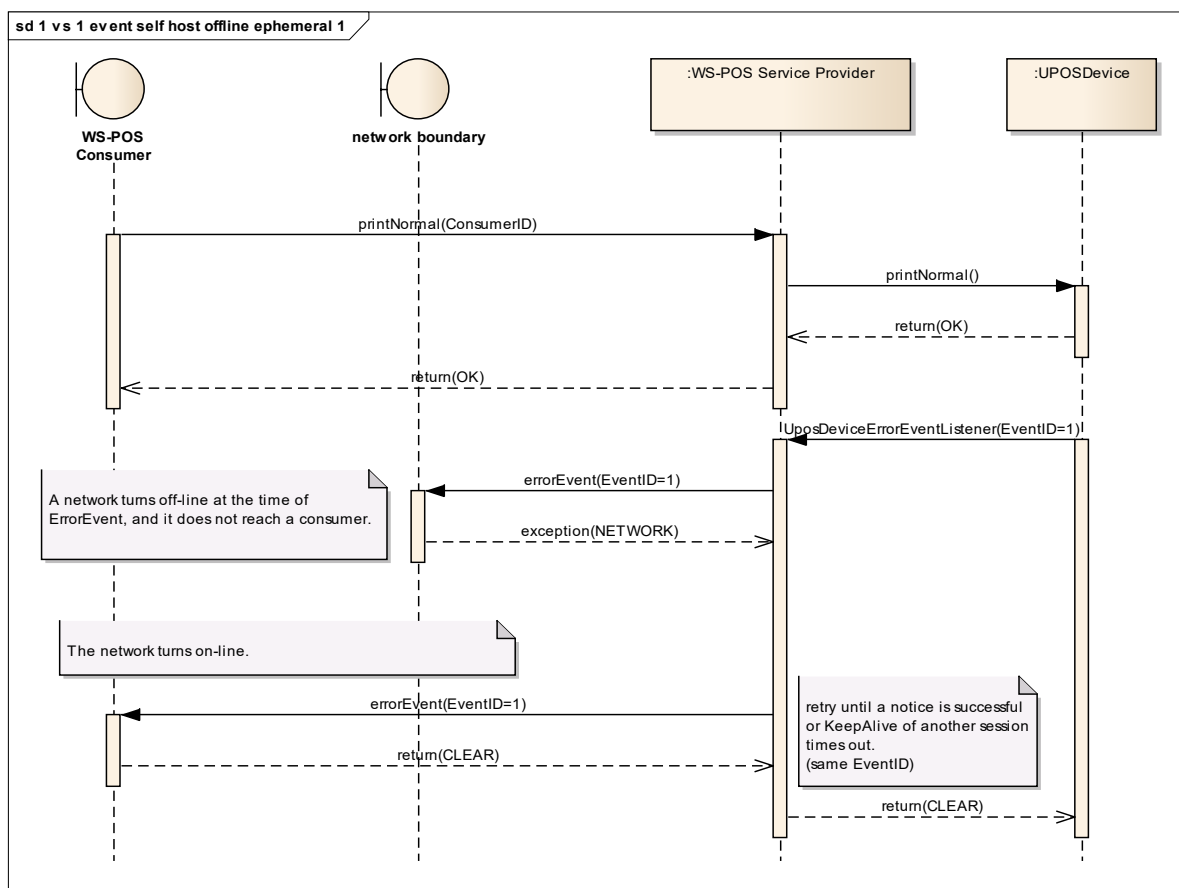 sd 1 vs 1 event self host offline ephemeral 1
WS-POS
Consumer
network boundary
:WS-POS Service Provider
:UPOSDevice
printNormal(ConsumerID)
printNormal()
return(OK)
return(OK)
UposDeviceErrorEventListener(EventID=1)
A network turns off-line at the time of
ErrorEvent, and it does not reach a consumer.
errorEvent(EventID=1)
exception(NETWORK)
The network turns on-line.
errorEvent(EventID=1)
retry until a notice is successful
or KeepAlive of another session
times out.
(same EventID)
return(CLEAR)
return(CLEAR)